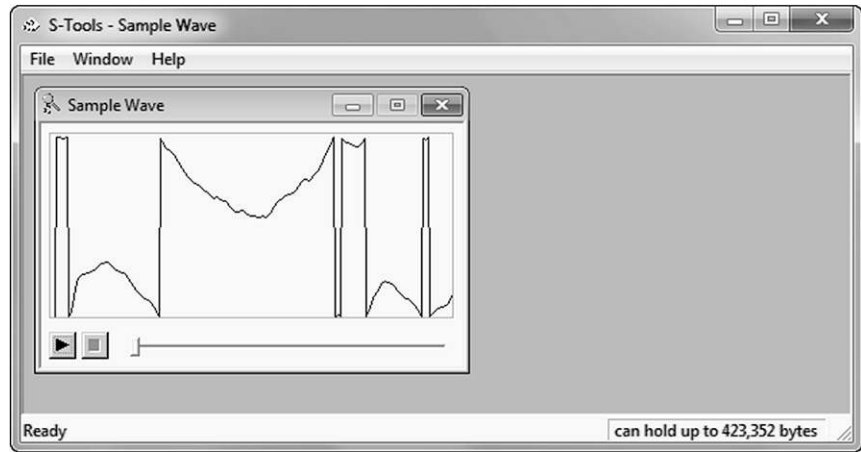 S-Tools - Sample Wave
File Window Help
Sample Wave
Ready
can hold up to 423,352 bytes